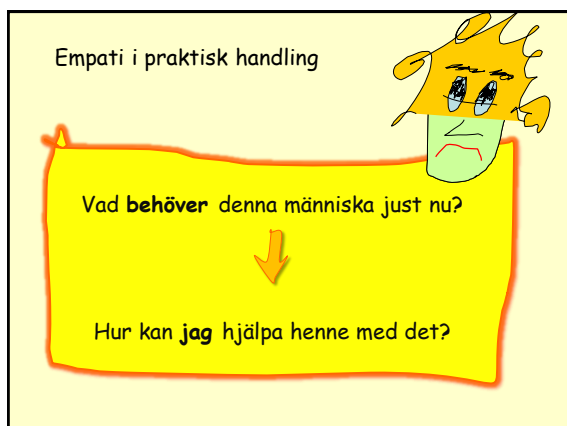 Empati i praktisk handling
Vad behöver denna människa just nu?
Hur kan jag hjälpa henne med det?